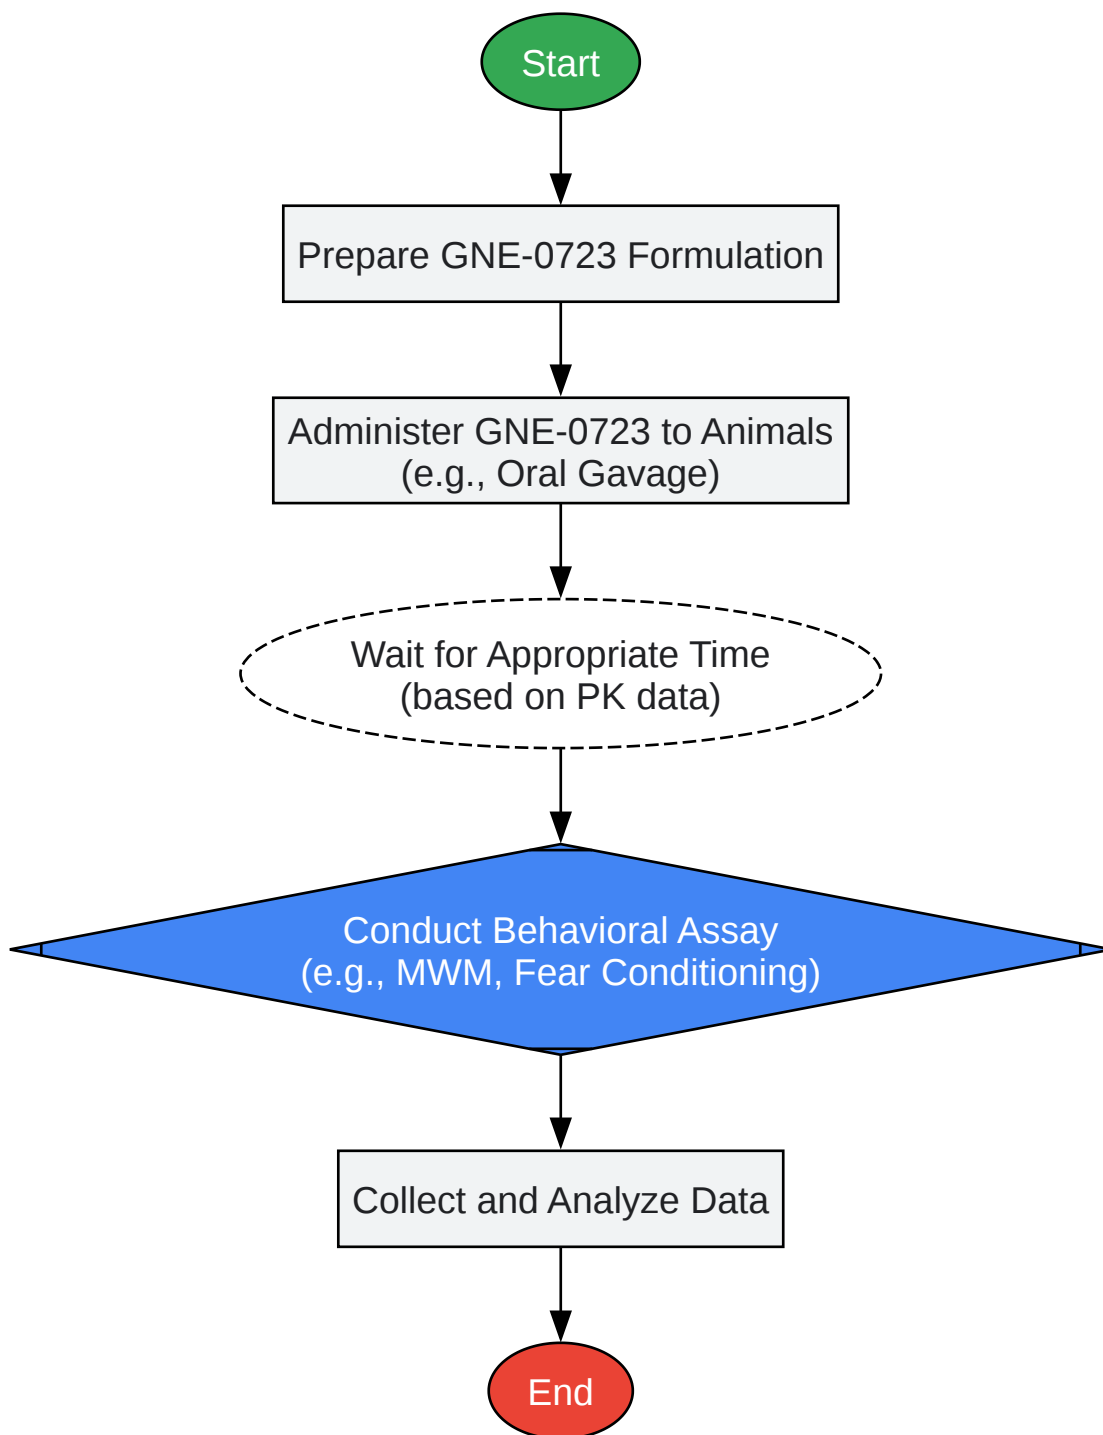 Start
Prepare GNE-0723 Formulation
Administer GNE-0723 to Animals
(e.g., Oral Gavage)
Wait for Appropriate Time
(based on PK data)
Conduct Behavioral Assay
(e.g., MWM, Fear Conditioning)
Collect and Analyze Data
End